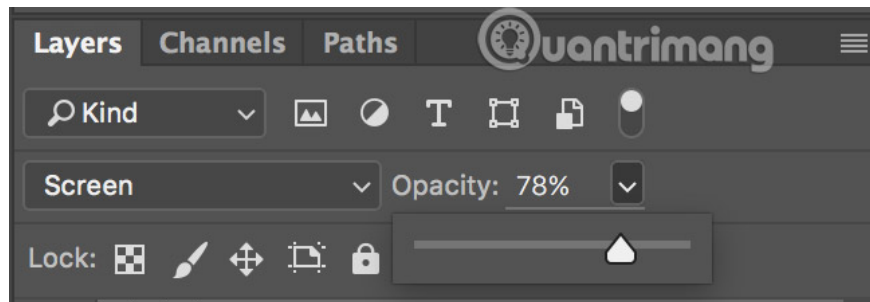 Layers Channels Paths Quantrimang
Kind
Screen Opacity: 78%
Lock: